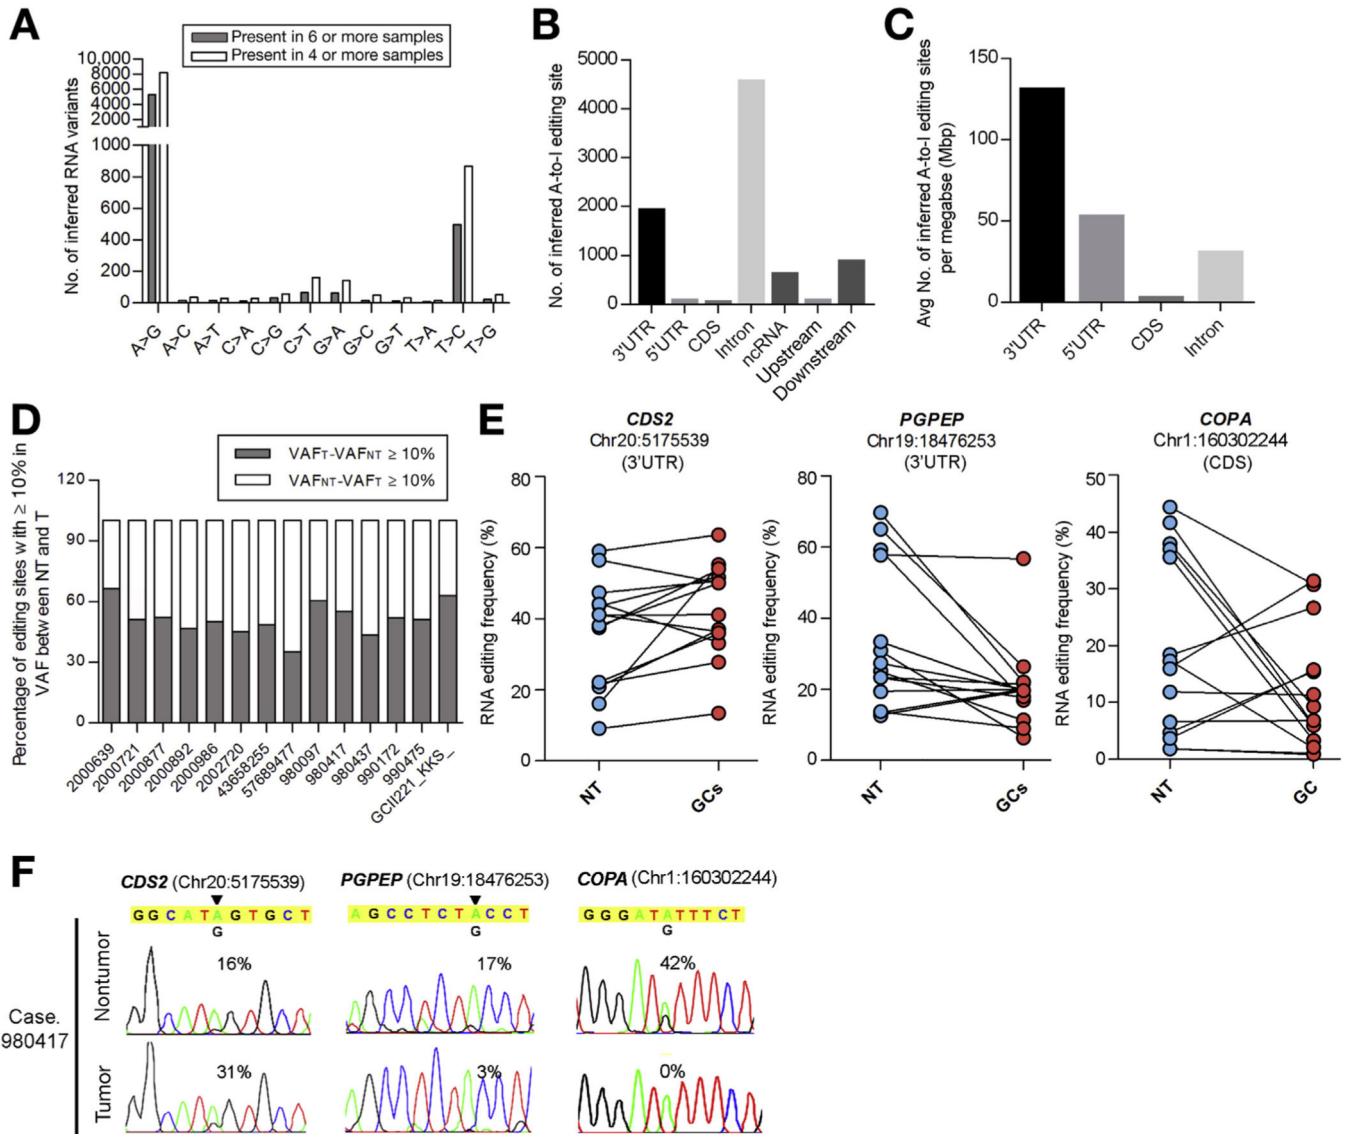 A
Present in 6 or more samples
Present in 4 or more samples
No. of inferred RNA variants
10,000
8000
6000
4000
2000
1000
800
600
400
200
0
A>G
A>C
A>T
C>A
C>G
C>T
G>A
G>C
G>T
T>A
T>C
T>G
B
No. of inferred A-to-I editing site
5000
4000
3000
2000
1000
0
3'UTR
5'UTR
CDS
Intron
ncRNA
Upstream
Downstream
C
Avg No. of inferred A-to-I editing sites
per megabse (Mbp)
150
100
50
0
3'UTR
5'UTR
CDS
Intron
D
VAFT-VAFNT ≥ 10%
VAFNT-VAFT ≥ 10%
Percentage of editing sites with ≥ 10% in
VAF between NT and T
120
90
60
30
0
2000639
2000721
2000877
2000892
2000986
2002720
43658255
57689477
980097
980417
980437
990172
990475
GCII221_KKS_
E
CDS2
Chr20:5175539
(3'UTR)
RNA editing frequency (%)
80
60
40
20
0
NT
GCs
PGPEP
Chr19:18476253
(3'UTR)
RNA editing frequency (%)
80
60
40
20
0
NT
GCs
COPA
Chr1:160302244
(CDS)
RNA editing frequency (%)
50
40
30
20
10
0
NT
GC
F
CDS2 (Chr20:5175539)
PGPEP (Chr19:18476253)
COPA (Chr1:160302244)
GGCATAGTGCT
G
AGCCTCTACCT
G
GGGATATTTCT
G
Case.
980417
Nontumor
16%
17%
42%
Tumor
31%
3%
0%